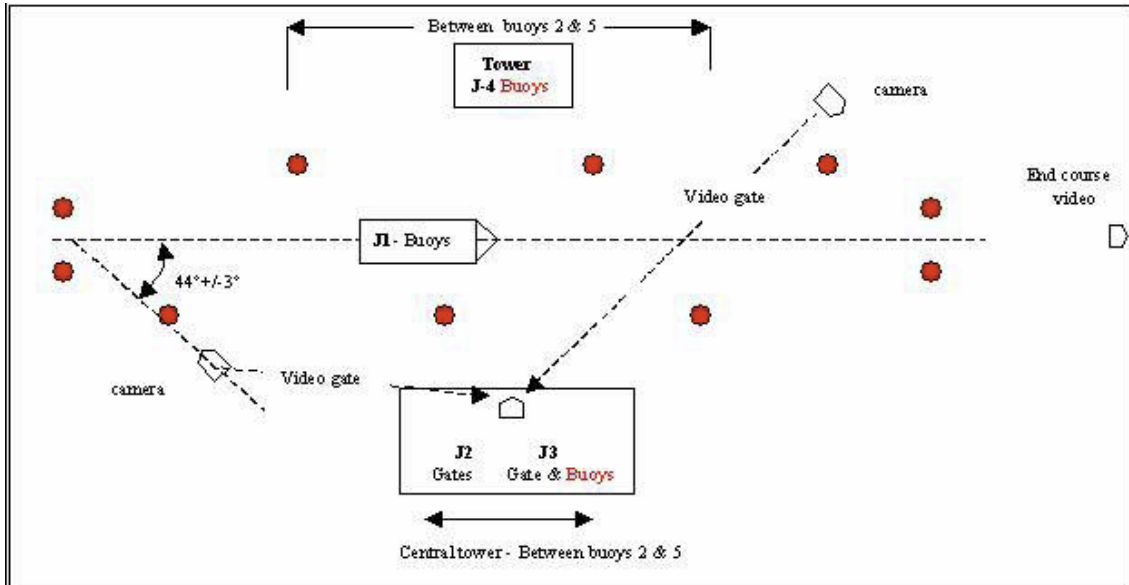 Between buoys 2 & 5
Tower
J-4 Buoys
camera
End course
video
Video gate
J1 - Buoys
44°+/-3°
Video gate
camera
J2 J3
Gates Gate & Buoys
Central tower - Between buoys 2 & 5